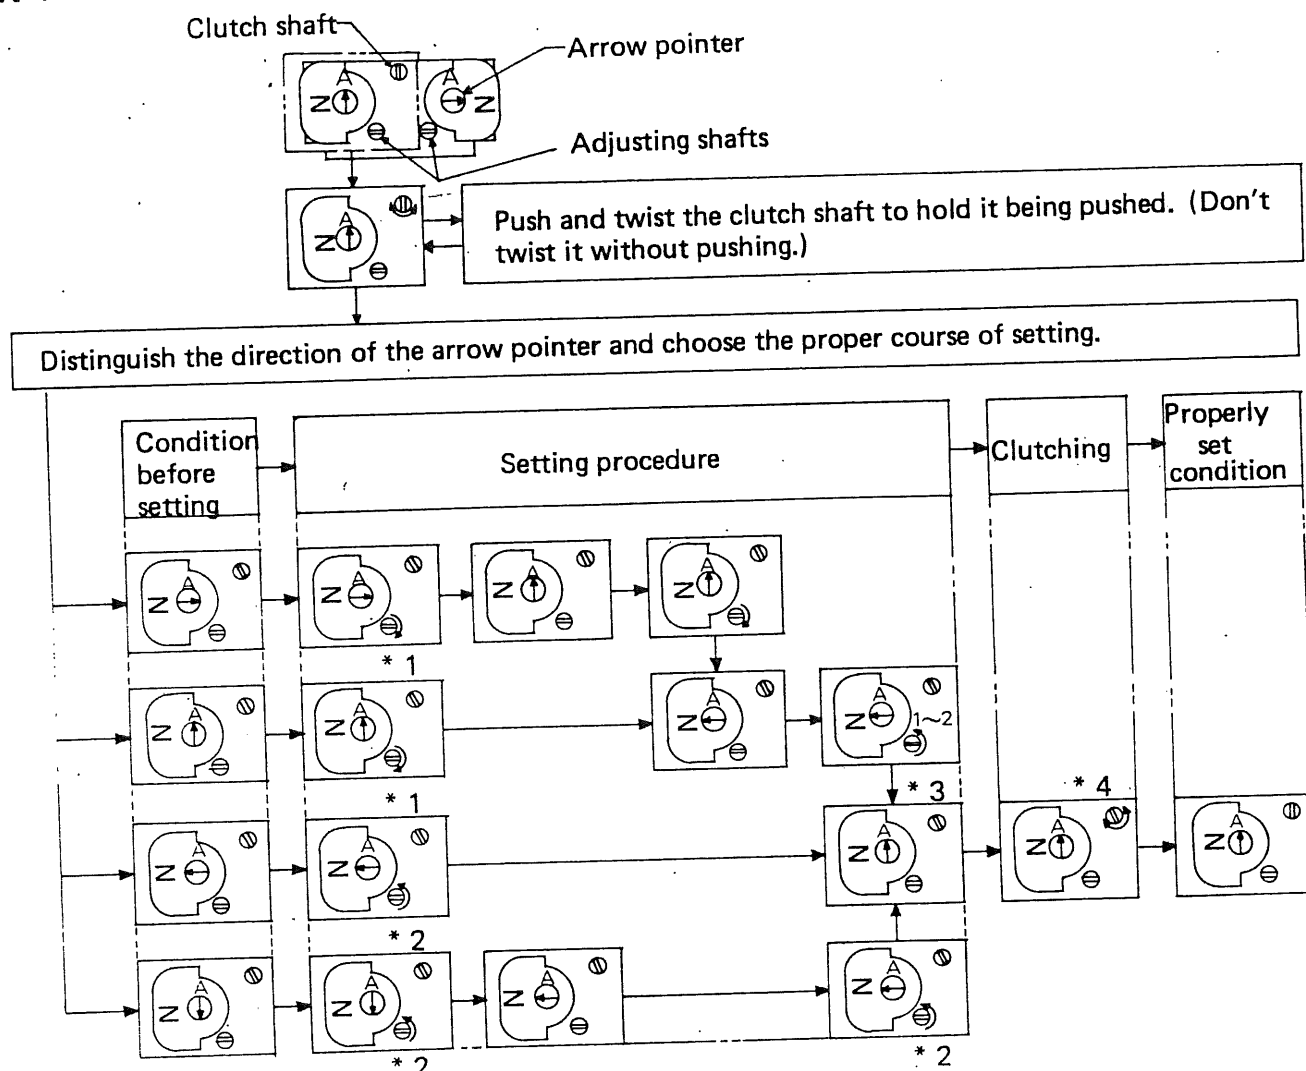 Clutch shaft
Arrow pointer
A
N
A
N
Adjusting shafts
A
N
Push and twist the clutch shaft to hold it being pushed. (Don't
twist it without pushing.)
Distinguish the direction of the arrow pointer and choose the proper course of setting.
Condition
before
setting
Setting procedure
Clutching
Properly
set
condition
A
N
A
N
A
N
A
N
* 1
A
N
A
N
A
N
A
N
1~2
* 1
* 3
* 4
A
N
A
N
A
N
A
N
A
N
* 2
A
N
A
N
A
N
A
N
* 2
* 2